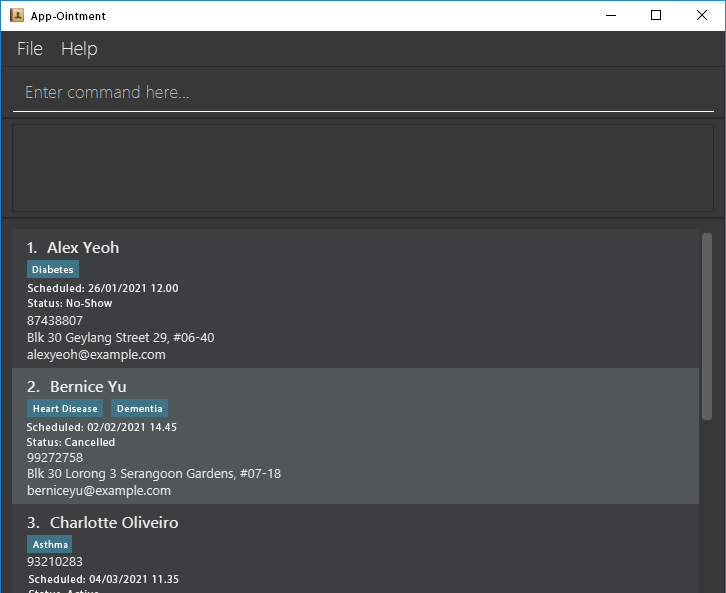 App-Ointment
File Help
Enter command here...
1. Alex Yeoh
Diabetes
Scheduled: 26/01/2021 12.00
Status: No-Show
87438807
Blk 30 Geylang Street 29, #06-40
alexyeoh@example.com
2. Bernice Yu
Heart Disease Dementia
Scheduled: 02/02/2021 14.45
Status: Cancelled
99272758
Blk 30 Lorong 3 Serangoon Gardens, #07-18
berniceyu@example.com
3. Charlotte Oliveiro
Asthma
93210283
Scheduled: 04/03/2021 11.35
Status: Active